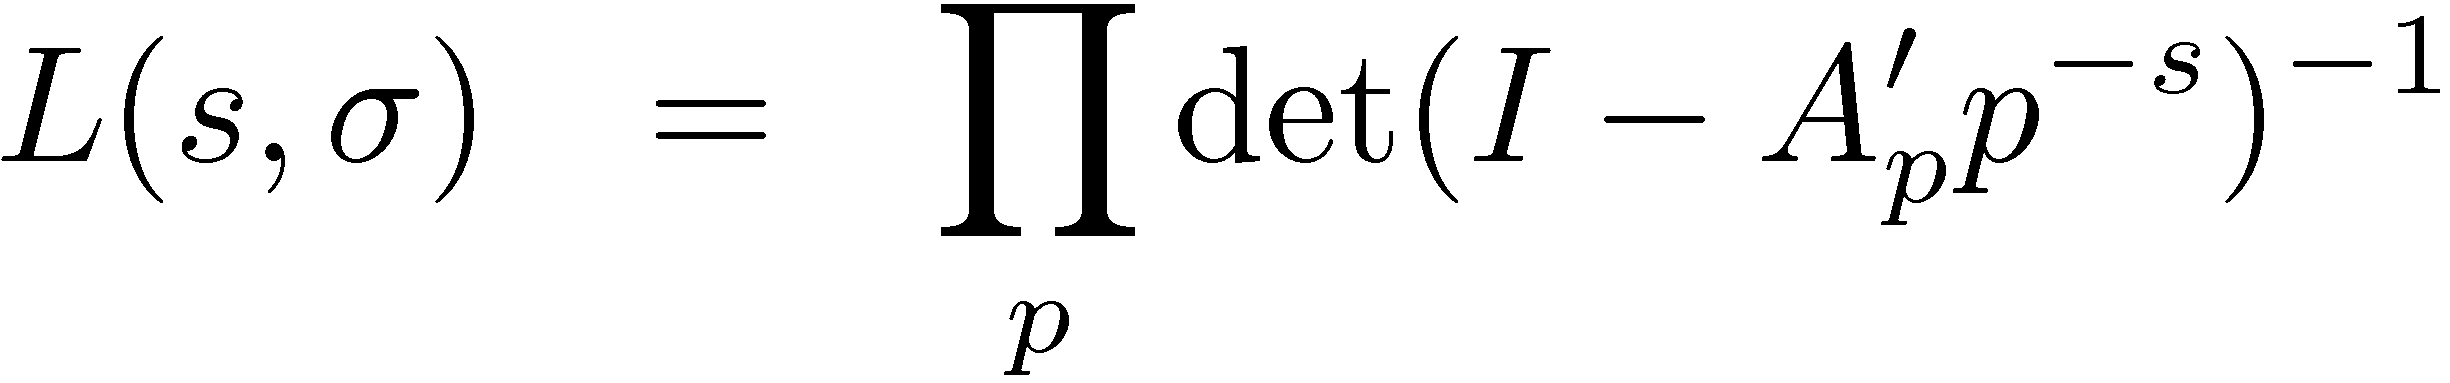 L(s, σ) = ∏_p det(I − A′_p p^{−s})^{−1}